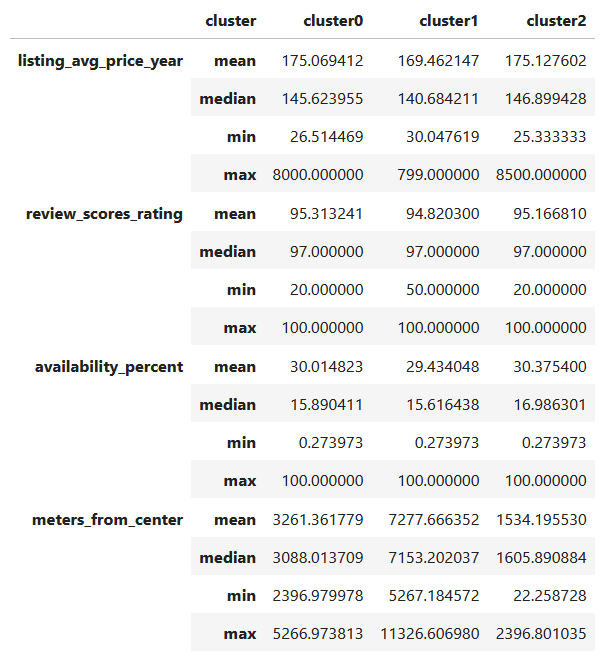 cluster cluster0 cluster1 cluster2
listing_avg_price_year mean 175.069412 169.462147 175.127602
median 145.623955 140.684211 146.899428
min 26.514469 30.047619 25.333333
max 8000.000000 799.000000 8500.000000
review_scores_rating mean 95.313241 94.820300 95.166810
median 97.000000 97.000000 97.000000
min 20.000000 50.000000 20.000000
max 100.000000 100.000000 100.000000
availability_percent mean 30.014823 29.434048 30.375400
median 15.890411 15.616438 16.986301
min 0.273973 0.273973 0.273973
max 100.000000 100.000000 100.000000
meters_from_center mean 3261.361779 7277.666352 1534.195530
median 3088.013709 7153.202037 1605.890884
min 2396.979978 5267.184572 22.258728
max 5266.973813 11326.606980 2396.801035